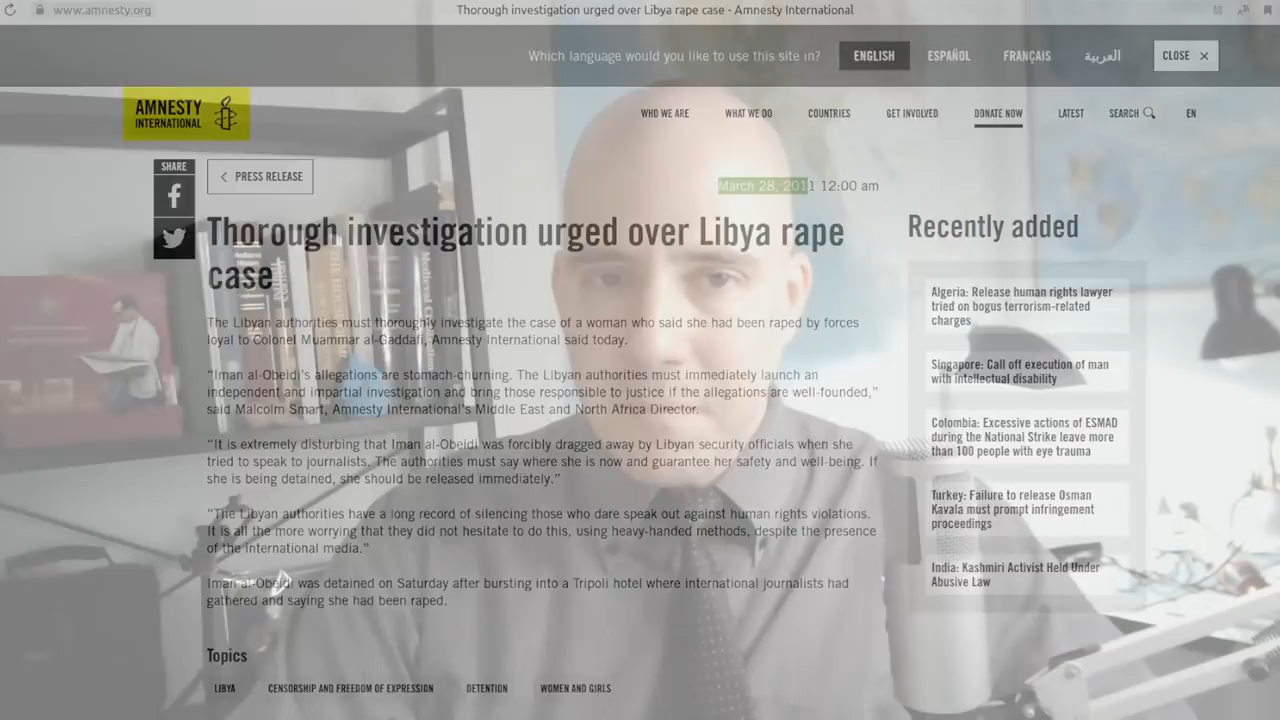 www.amnesty.org
Thorough investigation urged over Libya rape case - Amnesty International
Which language would you like to use this site in?
ENGLISH
ESPAÑOL
FRANÇAIS
العربية
CLOSE ×
AMNESTY
INTERNATIONAL
WHO WE ARE
WHAT WE DO
COUNTRIES
GET INVOLVED
DONATE NOW
LATEST
SEARCH
EN
SHARE
PRESS RELEASE
March 28, 2011 12:00 am
Thorough investigation urged over Libya rape
case
The Libyan authorities must thoroughly investigate the case of a woman who said she had been raped by forces
loyal to Colonel Muammar al-Gaddafi, Amnesty International said today.
“Iman al-Obeidi’s allegations are stomach-churning. The Libyan authorities must immediately launch an
independent and impartial investigation and bring those responsible to justice if the allegations are well-founded,”
said Malcolm Smart, Amnesty International’s Middle East and North Africa Director.
“It is extremely disturbing that Iman al-Obeidi was forcibly dragged away by Libyan security officials when she
tried to speak to journalists. The authorities must say where she is now and guarantee her safety and well-being. If
she is being detained, she should be released immediately.”
“The Libyan authorities have a long record of silencing those who dare speak out against human rights violations.
It is all the more worrying that they did not hesitate to do this, using heavy-handed methods, despite the presence
of the international media.”
Iman al-Obeidi was detained on Saturday after bursting into a Tripoli hotel where international journalists had
gathered and saying she had been raped.
Topics
LIBYA
CENSORSHIP AND FREEDOM OF EXPRESSION
DETENTION
WOMEN AND GIRLS
Recently added
Algeria: Release human rights lawyer
tried on bogus terrorism-related
charges
Singapore: Call off execution of man
with intellectual disability
Colombia: Excessive actions of ESMAD
during the National Strike leave more
than 100 people with eye trauma
Turkey: Failure to release Osman
Kavala must prompt infringement
proceedings
India: Kashmiri Activist Held Under
Abusive Law